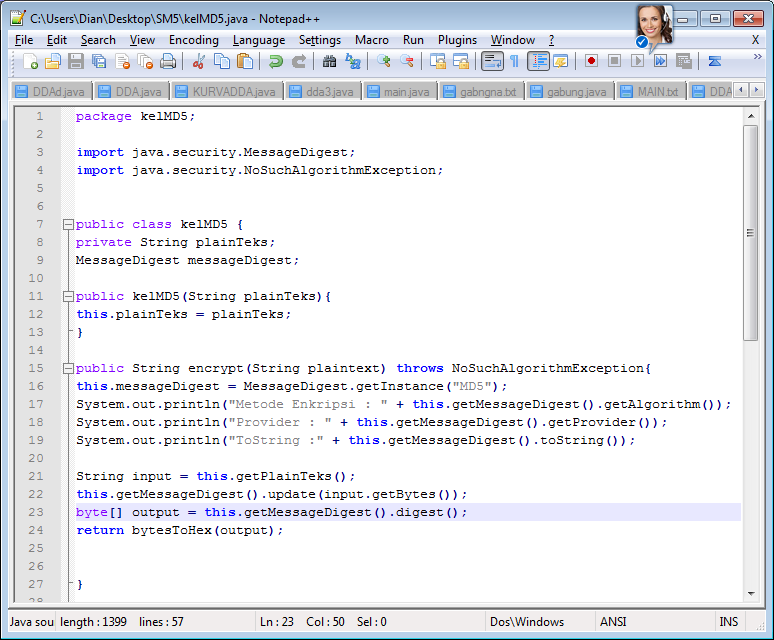 C:\Users\Dian\Desktop\SM5\kelMD5.java - Notepad++
File Edit Search View Encoding Language Settings Macro Run Plugins Window ? X
DDAd.java DDA.java KURVADDA.java dda3.java main.java gabngna.txt gabung.java MAIN.txt DDA
1 package kelMD5;
2
3 import java.security.MessageDigest;
4 import java.security.NoSuchAlgorithmException;
5
6
7 public class kelMD5 {
8 private String plainTeks;
9 MessageDigest messageDigest;
10
11 public kelMD5(String plainTeks){
12 this.plainTeks = plainTeks;
13 }
14
15 public String encrypt(String plaintext) throws NoSuchAlgorithmException{
16 this.messageDigest = MessageDigest.getInstance("MD5");
17 System.out.println("Metode Enkripsi : " + this.getMessageDigest().getAlgorithm());
18 System.out.println("Provider : " + this.getMessageDigest().getProvider());
19 System.out.println("ToString :" + this.getMessageDigest().toString());
20
21 String input = this.getPlainTeks();
22 this.getMessageDigest().update(input.getBytes());
23 byte[] output = this.getMessageDigest().digest();
24 return bytesToHex(output);
25
26
27 }
28
Java sou length : 1399 lines : 57 Ln : 23 Col : 50 Sel : 0 Dos\Windows ANSI INS